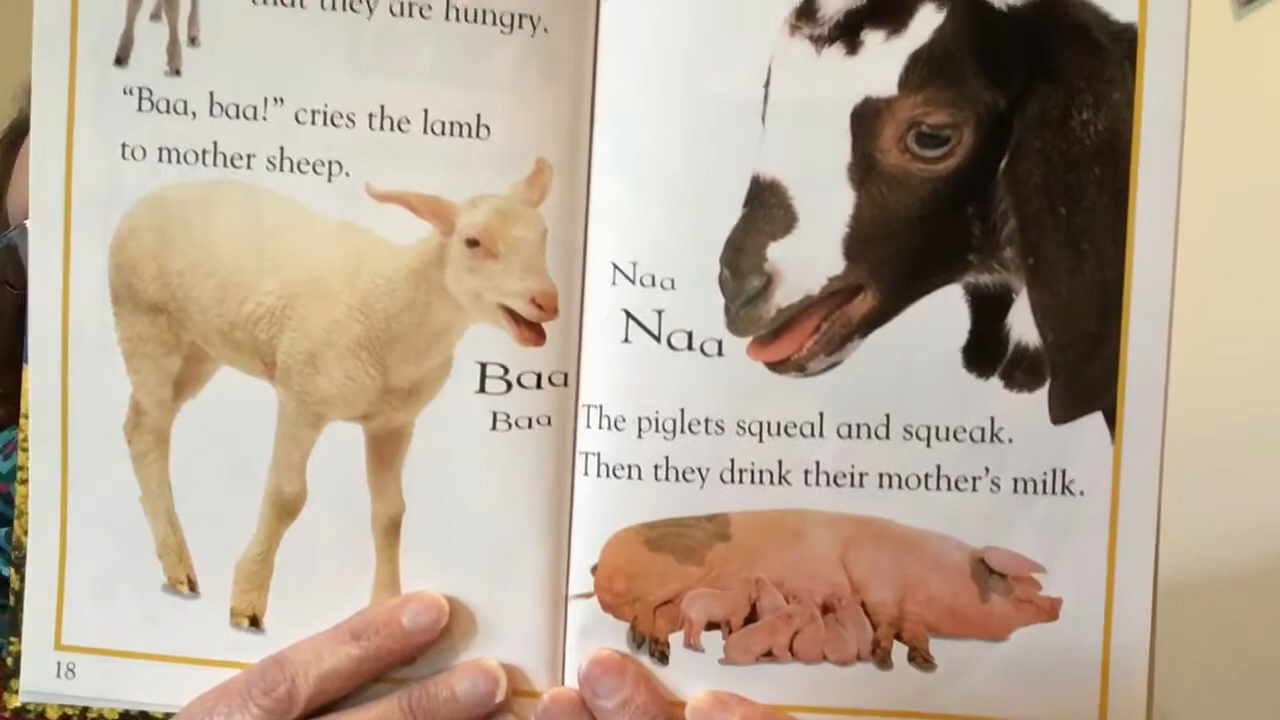 that they are hungry.
“Baa, baa!” cries the lamb
to mother sheep.
Baa
Baa
18
Naa
Naa
The piglets squeal and squeak.
Then they drink their mother’s milk.